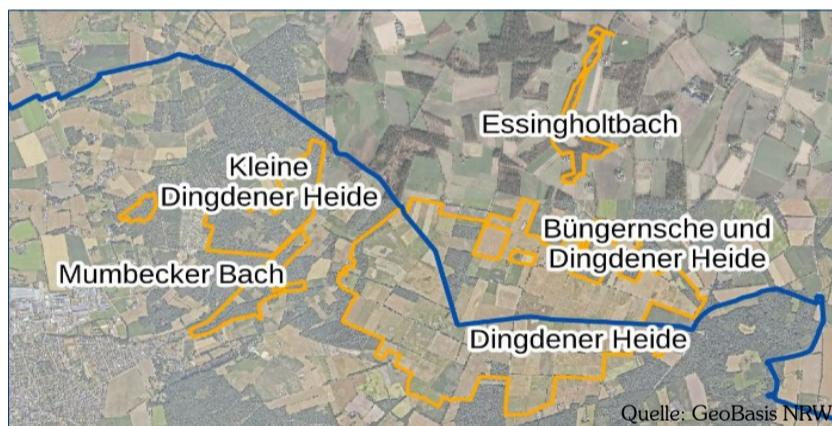 Essingholtbach
Kleine
Dingdener Heide
Büngernsche und
Dingdener Heide
Mumbecker Bach
Dingdener Heide
Quelle: GeoBasis NRW